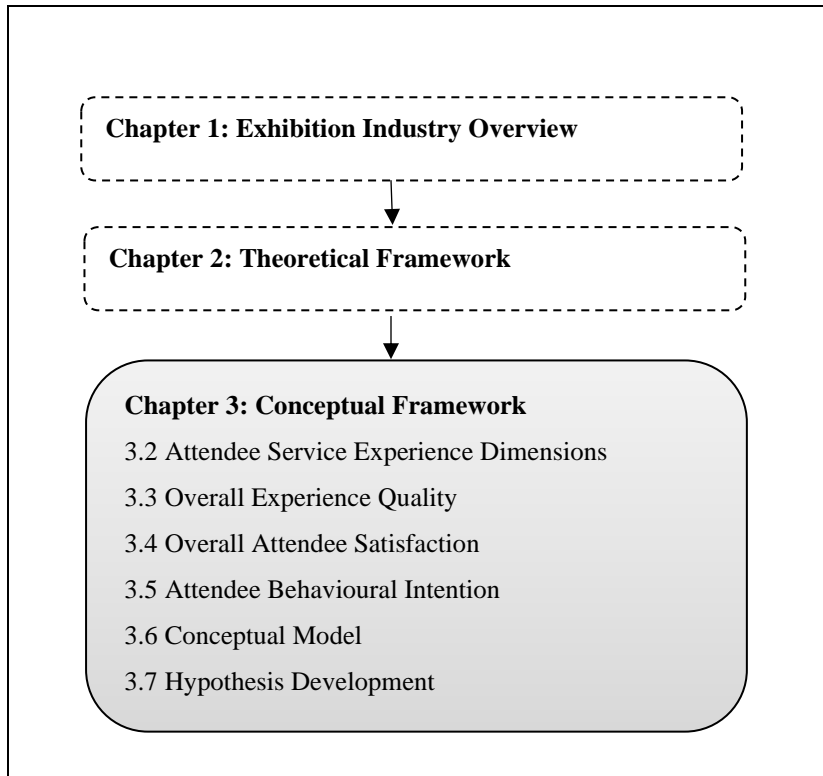 Chapter 1: Exhibition Industry Overview
Chapter 2: Theoretical Framework
Chapter 3: Conceptual Framework
3.2 Attendee Service Experience Dimensions
3.3 Overall Experience Quality
3.4 Overall Attendee Satisfaction
3.5 Attendee Behavioural Intention
3.6 Conceptual Model
3.7 Hypothesis Development